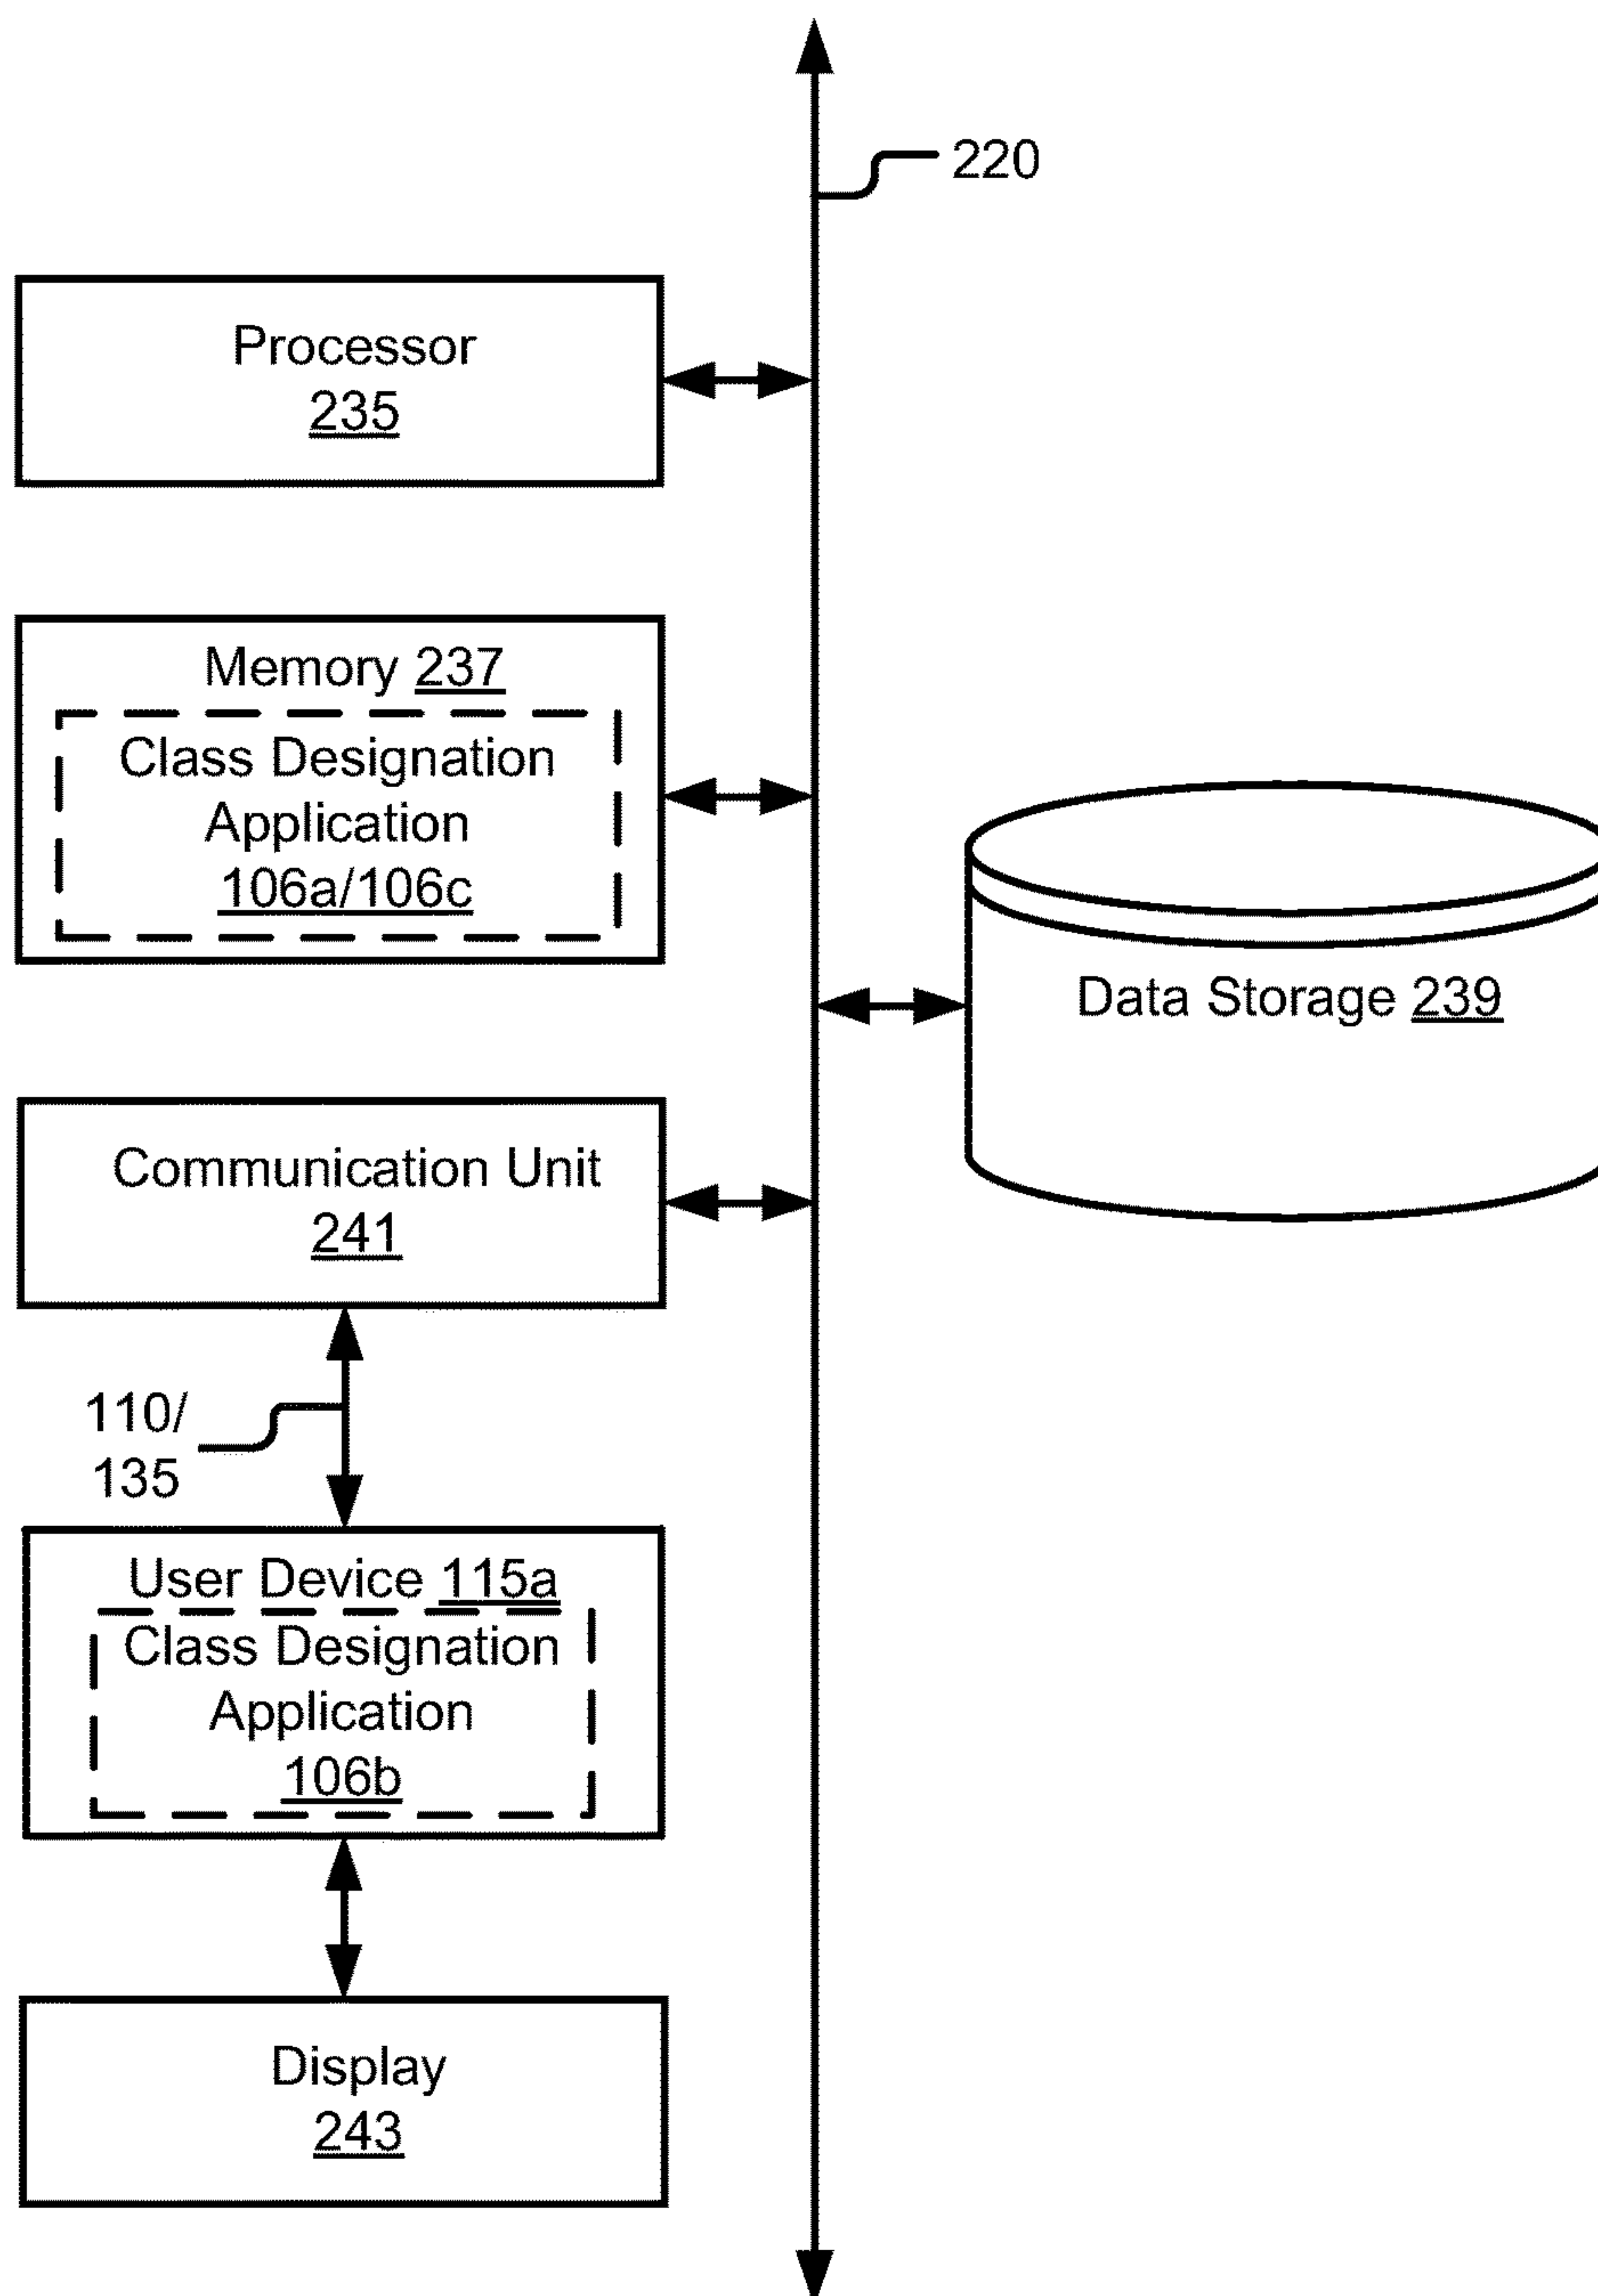 220
Processor
235
Memory 237
Class Designation
Application
106a/106c
Data Storage 239
Communication Unit
241
110/
135
User Device 115a
Class Designation
Application
106b
Display
243